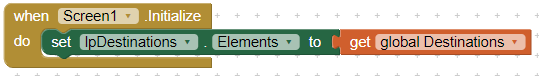 when Screen1 .Initialize
do set lpDestinations . Elements to get global Destinations